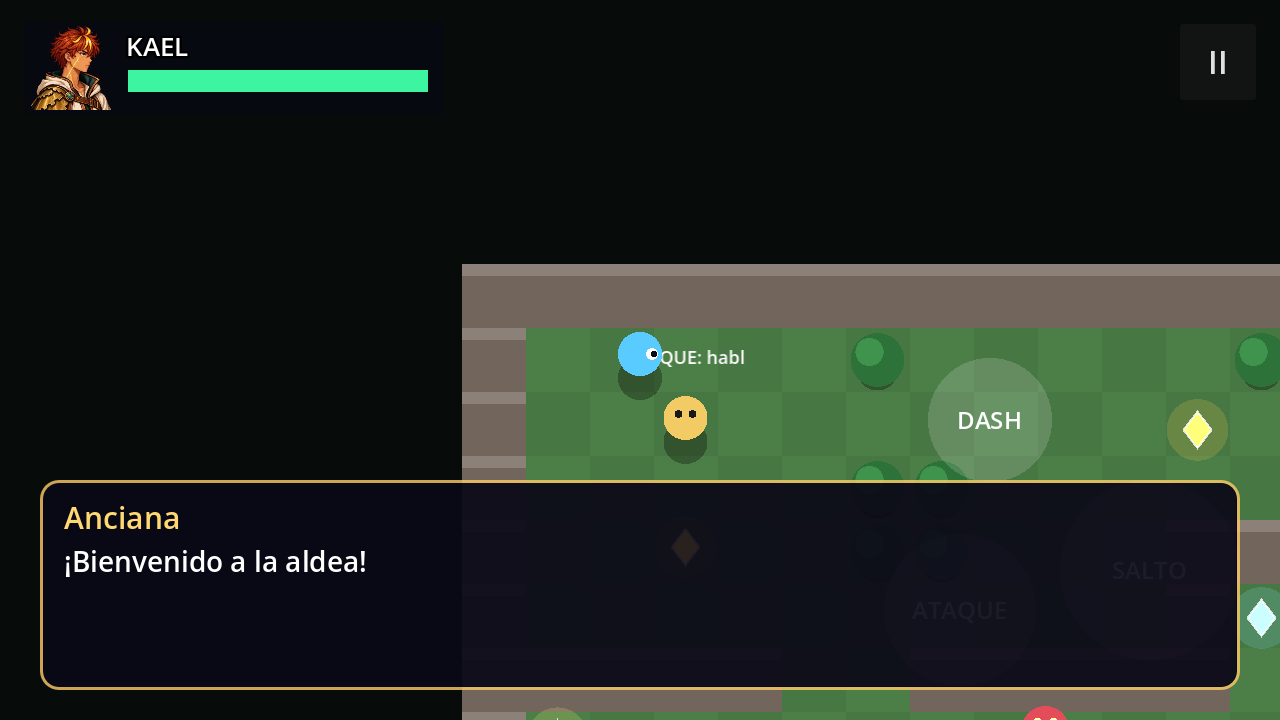 KAEL
QUE: habl
DASH
Anciana
¡Bienvenido a la aldea!
SALTO
ATAQUE